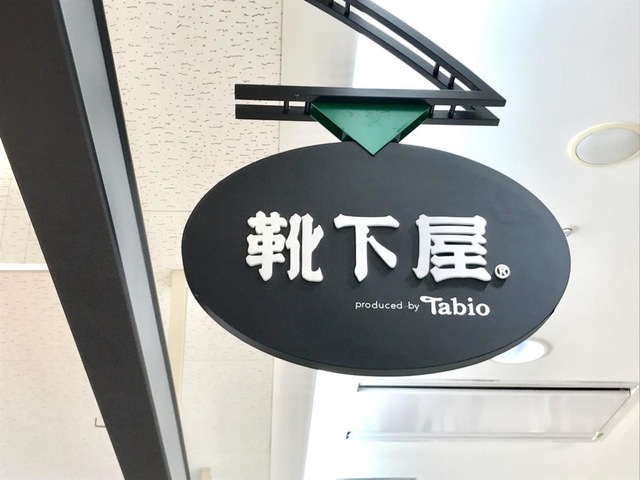 靴下屋®
produced by Tabio